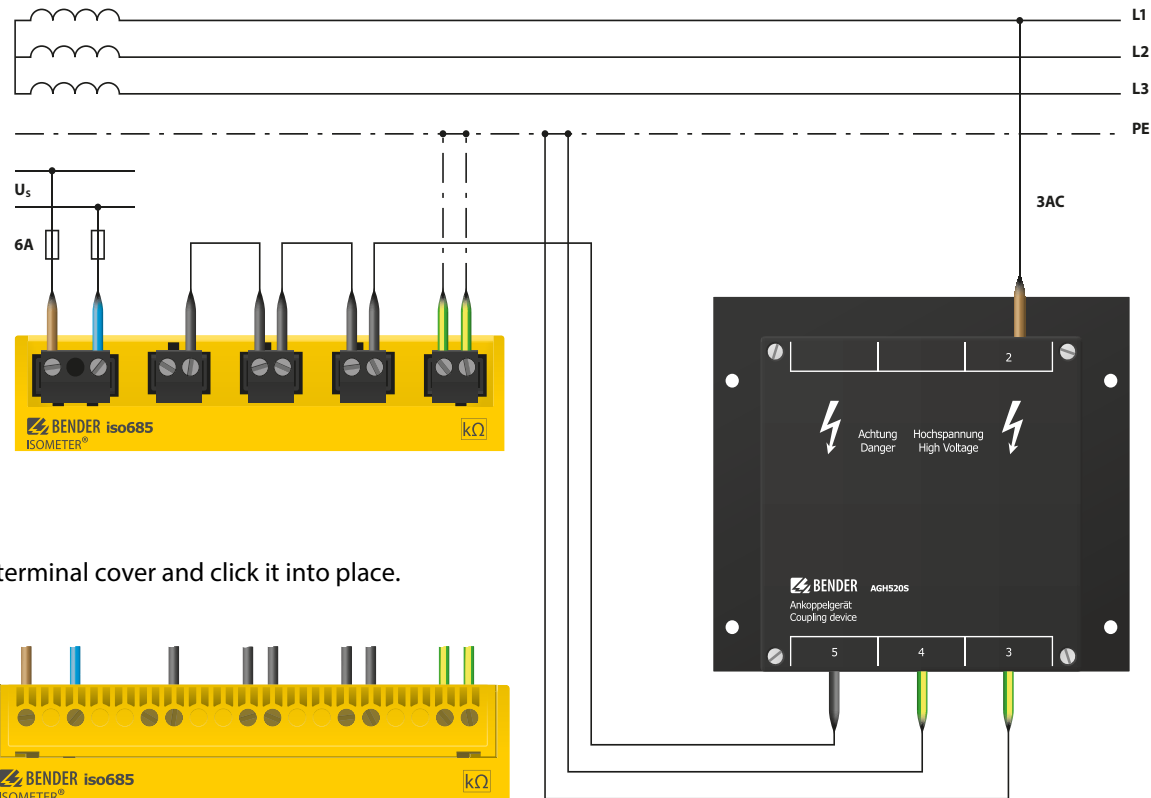 L1
L2
L3
PE
Us
6A
3AC
BENDER iso685
ISOMETER®
kΩ
2
Achtung Hochspannung
Danger High Voltage
BENDER AGH520S
Ankoppelgerät
Coupling device
5 4 3
terminal cover and click it into place.
BENDER iso685
ISOMETER®
kΩ